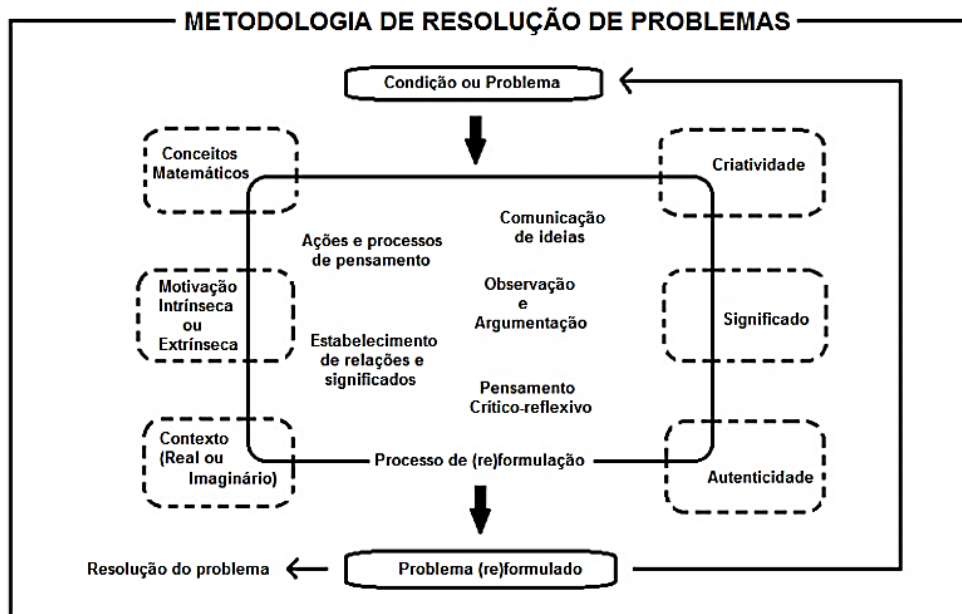 METODOLOGIA DE RESOLUÇÃO DE PROBLEMAS
Condição ou Problema
Conceitos
Matemáticos
Criatividade
Comunicação
de ideias
Ações e processos
de pensamento
Motivação
Intrínseca
ou
Extrínseca
Observação
e
Argumentação
Significado
Estabelecimento
de relações e
significados
Pensamento
Crítico-reflexivo
Contexto
(Real ou
Imaginário)
Processo de (re)formulação
Autenticidade
Resolução do problema
Problema (re)formulado